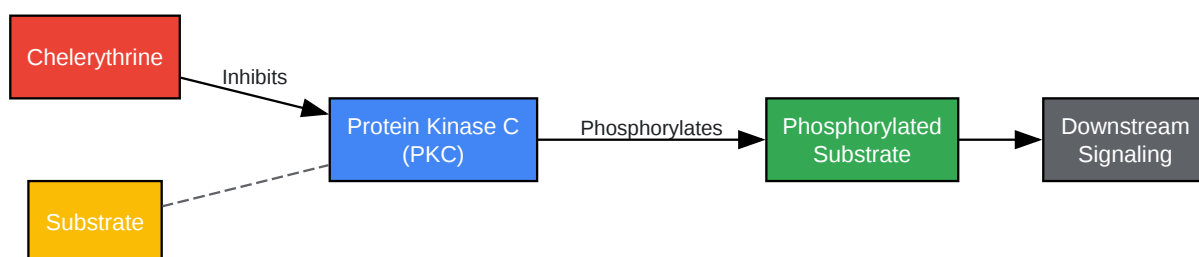 Chelerythrine
Inhibits
Protein Kinase C
(PKC)
Phosphorylates
Phosphorylated
Substrate
Downstream
Signaling
Substrate